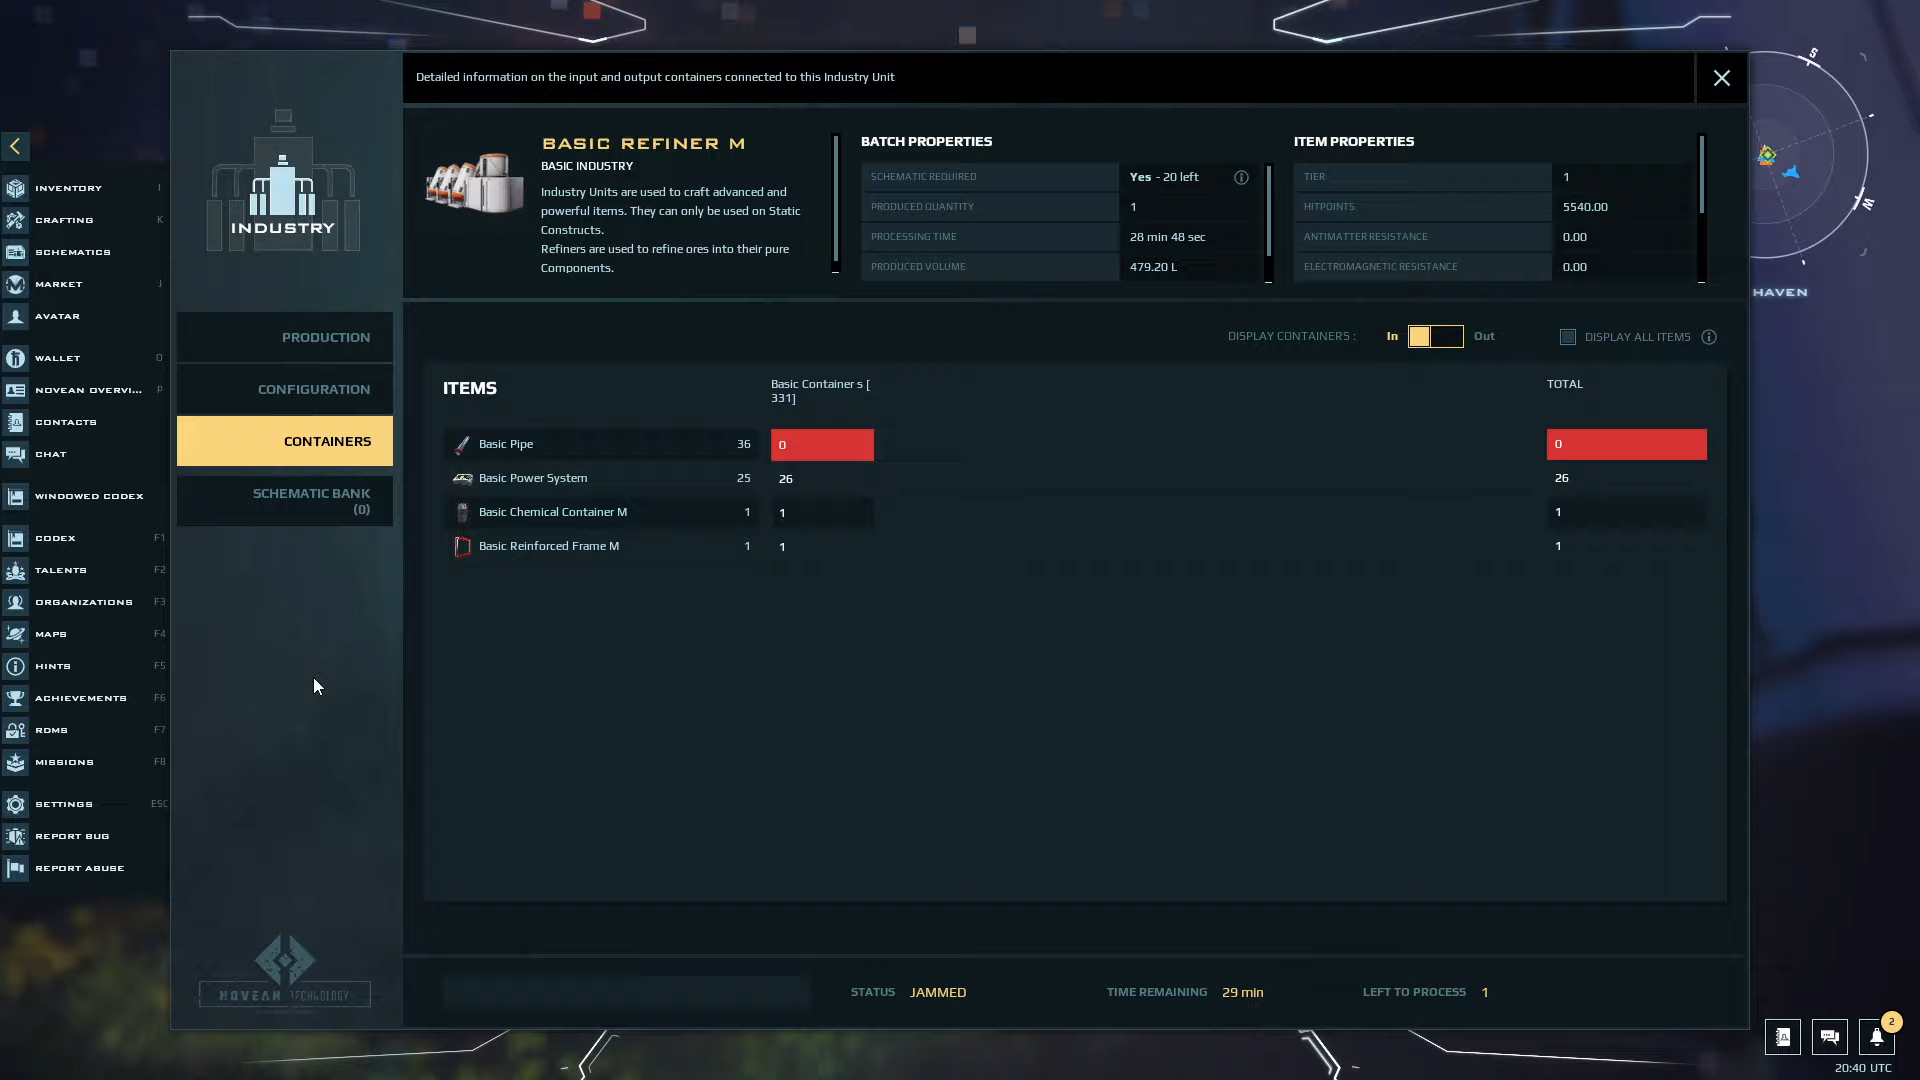 Detailed information on the input and output containers connected to this Industry Unit
S
W
HAVEN
INVENTORY I
CRAFTING K
SCHEMATICS
MARKET J
AVATAR
WALLET O
NOVEAN OVERVI... P
CONTACTS
CHAT
WINDOWED CODEX
CODEX F1
TALENTS F2
ORGANIZATIONS F3
MAPS F4
HINTS F5
ACHIEVEMENTS F6
RDMS F7
MISSIONS F8
SETTINGS ESC
REPORT BUG
REPORT ABUSE
INDUSTRY
PRODUCTION
CONFIGURATION
CONTAINERS
SCHEMATIC BANK
(0)
NOVEAN TECHNOLOGY
BASIC REFINER M
BASIC INDUSTRY
Industry Units are used to craft advanced and
powerful items. They can only be used on Static
Constructs.
Refiners are used to refine ores into their pure
Components.
BATCH PROPERTIES
SCHEMATIC REQUIRED Yes - 20 left
PRODUCED QUANTITY 1
PROCESSING TIME 28 min 48 sec
PRODUCED VOLUME 479.20 L
ITEM PROPERTIES
TIER 1
HITPOINTS 5540.00
ANTIMATTER RESISTANCE 0.00
ELECTROMAGNETIC RESISTANCE 0.00
DISPLAY CONTAINERS : In Out DISPLAY ALL ITEMS
ITEMS Basic Container s [ TOTAL
331]
Basic Pipe 36 0 0
Basic Power System 25 26 26
Basic Chemical Container M 1 1 1
Basic Reinforced Frame M 1 1 1
STATUS JAMMED TIME REMAINING 29 min LEFT TO PROCESS 1
2
20:40 UTC